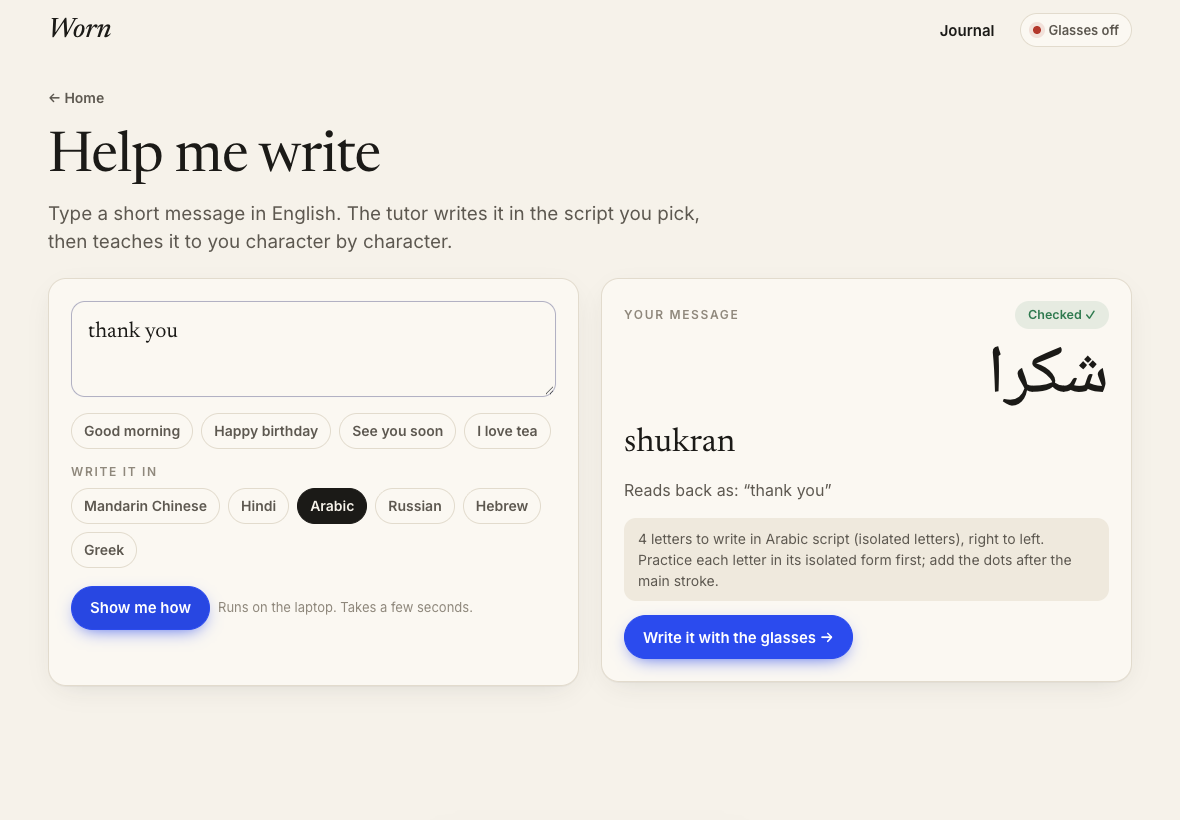 Worn
Journal
Glasses off
← Home
Help me write
Type a short message in English. The tutor writes it in the script you pick,
then teaches it to you character by character.
thank you
Good morning
Happy birthday
See you soon
I love tea
WRITE IT IN
Mandarin Chinese
Hindi
Arabic
Russian
Hebrew
Greek
Show me how
Runs on the laptop. Takes a few seconds.
YOUR MESSAGE
Checked ✓
شكرا
shukran
Reads back as: “thank you”
4 letters to write in Arabic script (isolated letters), right to left.
Practice each letter in its isolated form first; add the dots after the
main stroke.
Write it with the glasses →